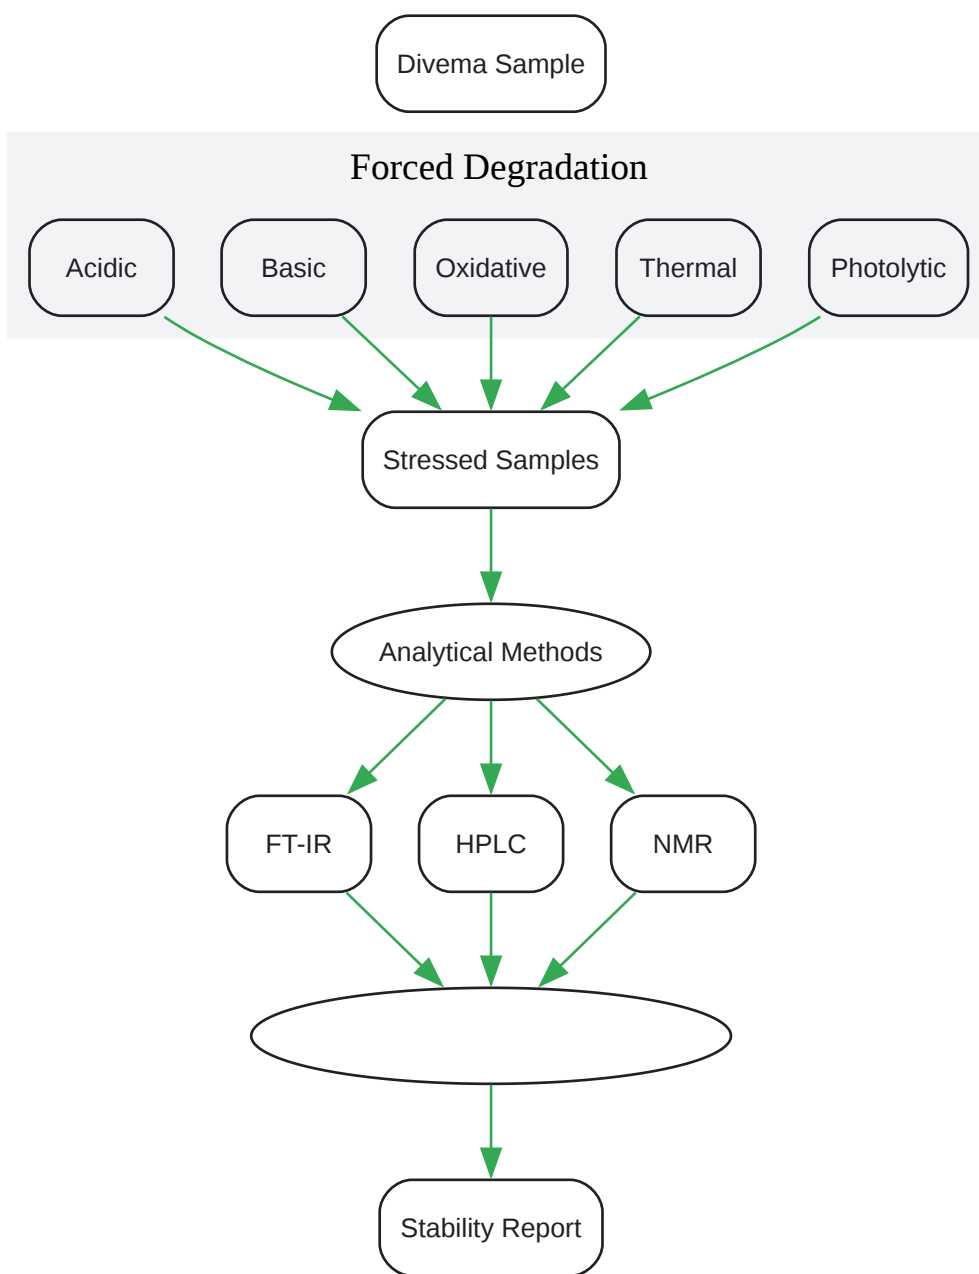 Divema Sample
Forced Degradation
Acidic
Basic
Oxidative
Thermal
Photolytic
Stressed Samples
Analytical Methods
FT-IR
HPLC
NMR
Stability Report